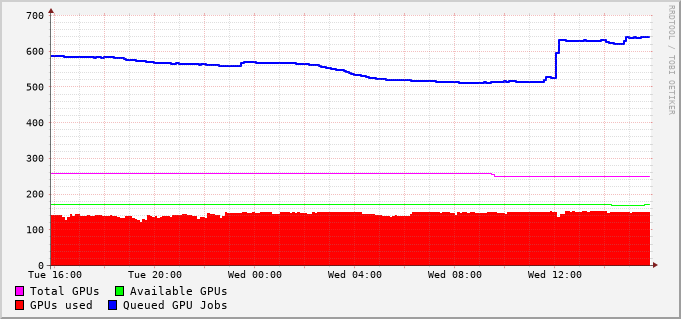 700
600
500
400
300
200
100
0
Tue 16:00 Tue 20:00 Wed 00:00 Wed 04:00 Wed 08:00 Wed 12:00
Total GPUs Available GPUs
GPUs used Queued GPU Jobs
RRDTOOL / TOBI OETIKER